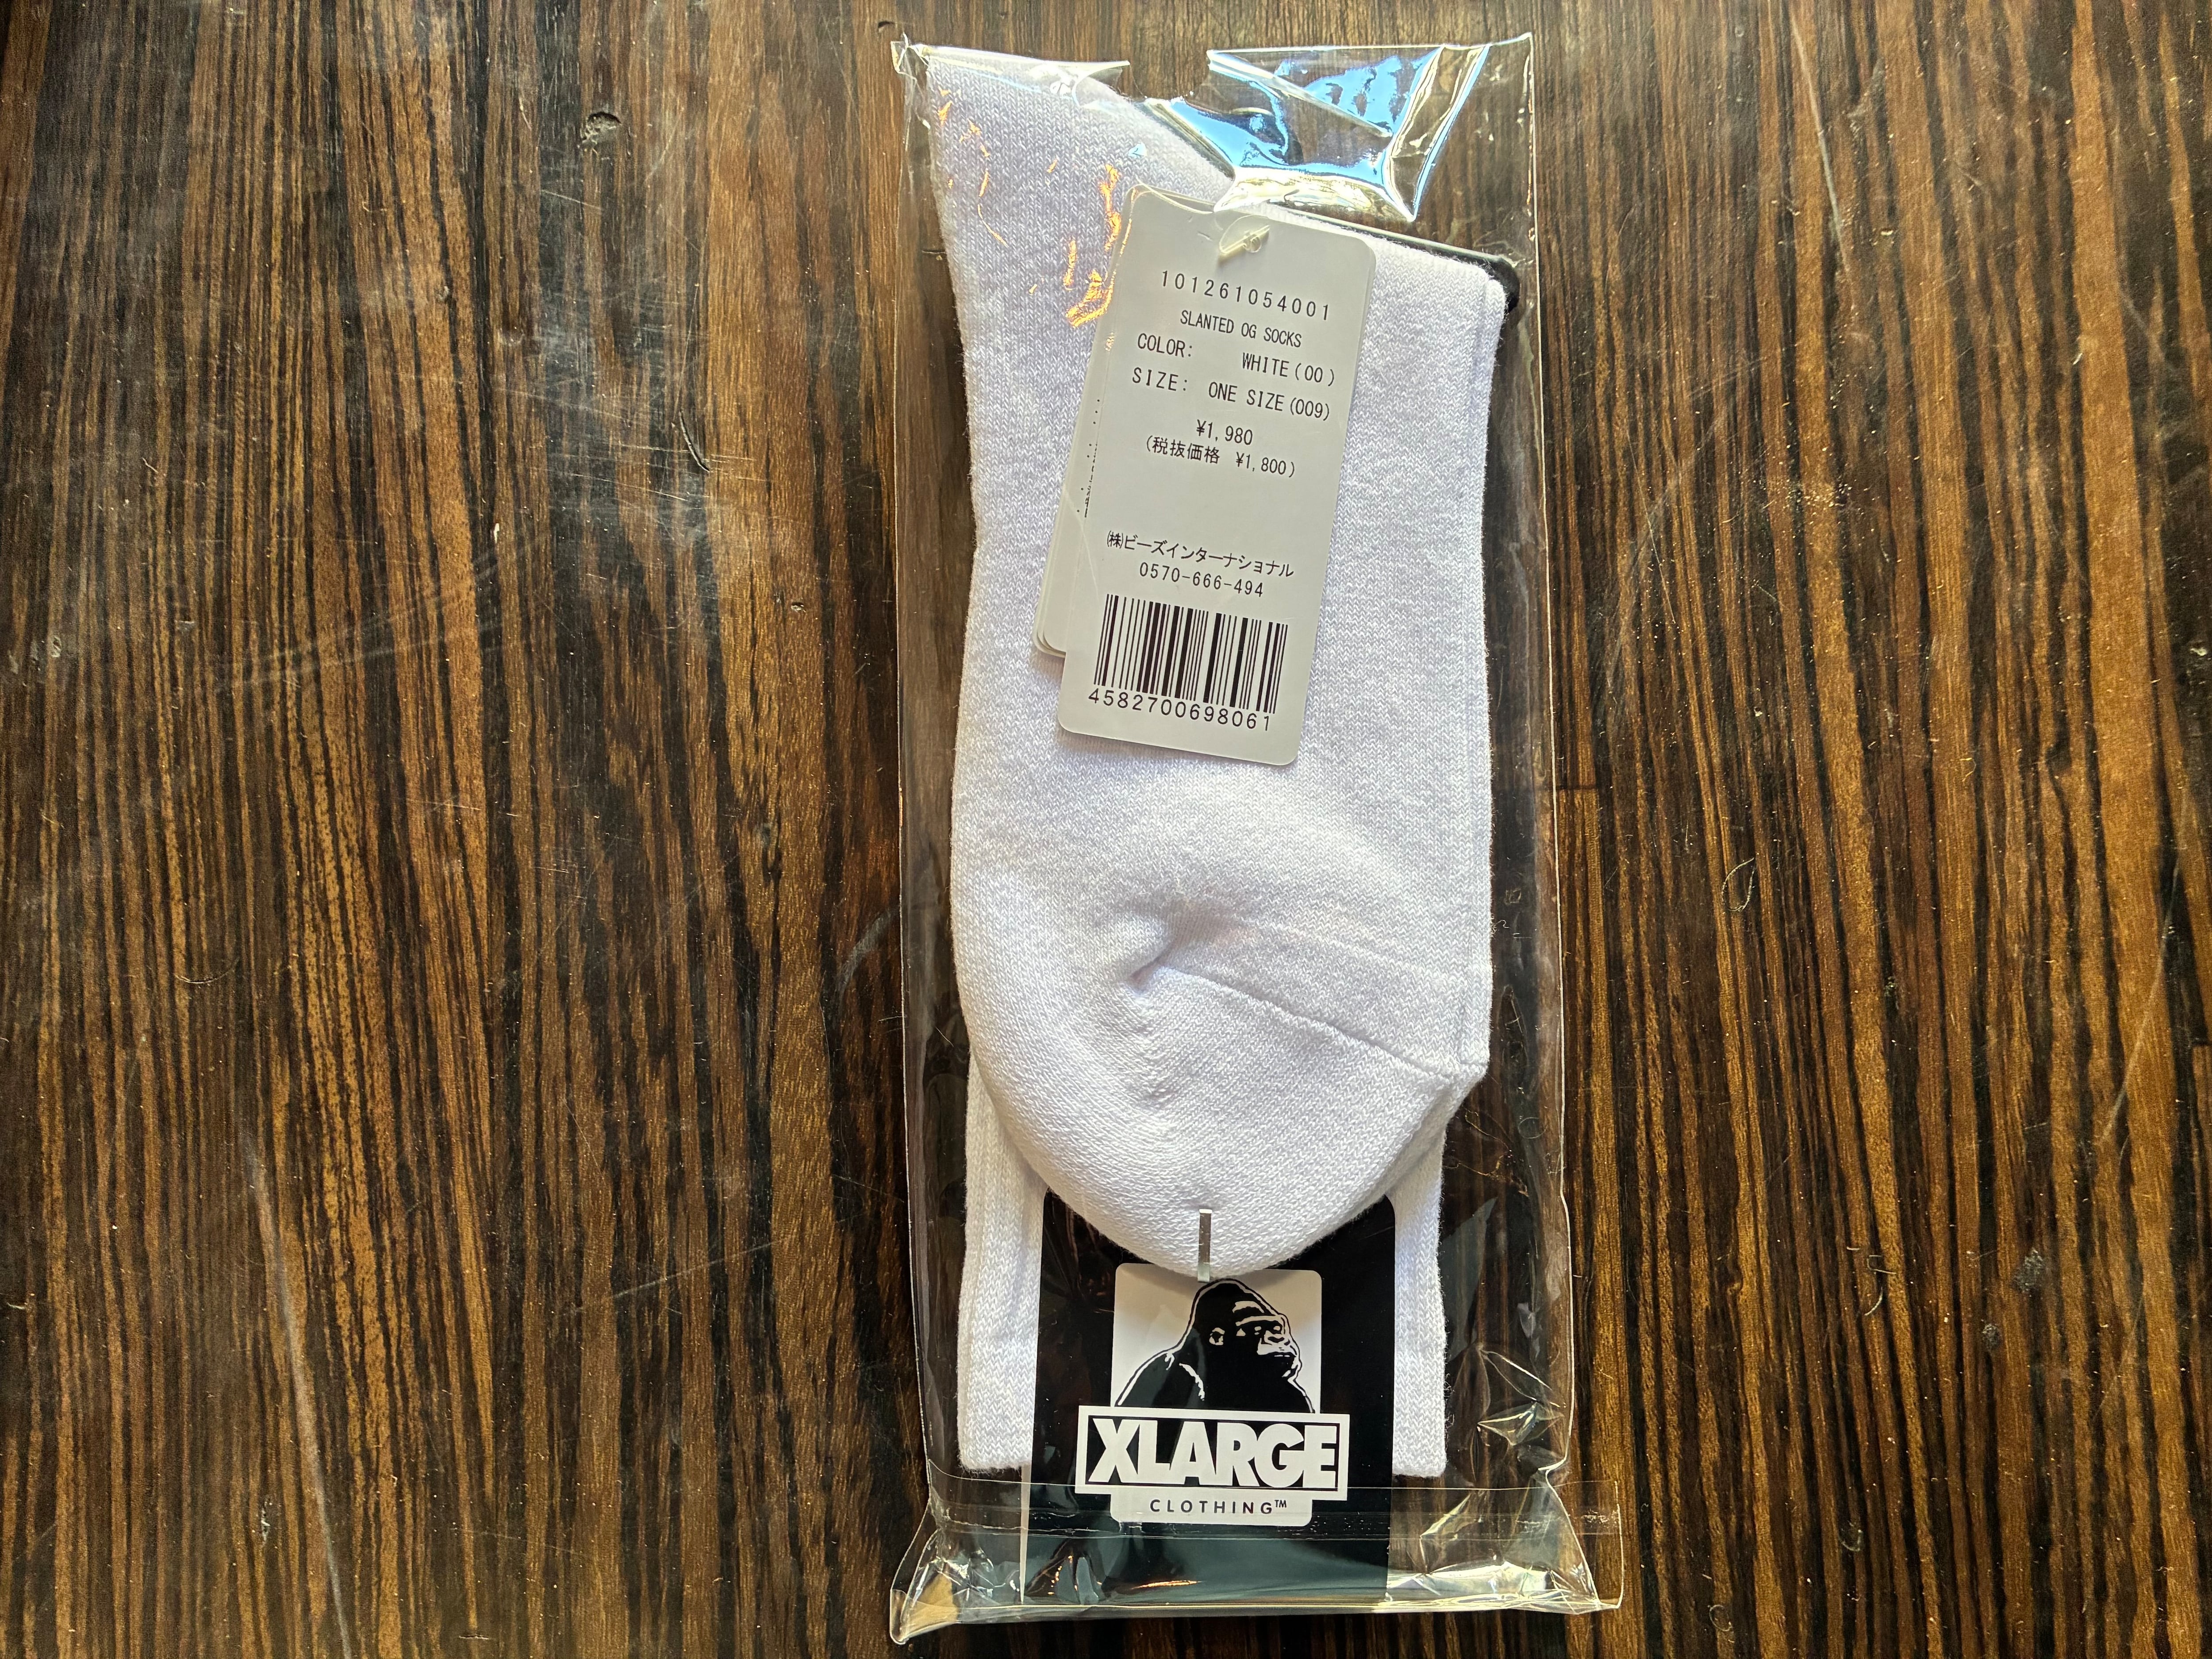 101261054001
SLANTED OG SOCKS
COLOR: WHITE(00)
SIZE: ONE SIZE(009)
¥1,980
(税抜価格 ¥1,800)
㈱ビーズインターナショナル
0570-666-494
4582700698061
XLARGE
CLOTHING™